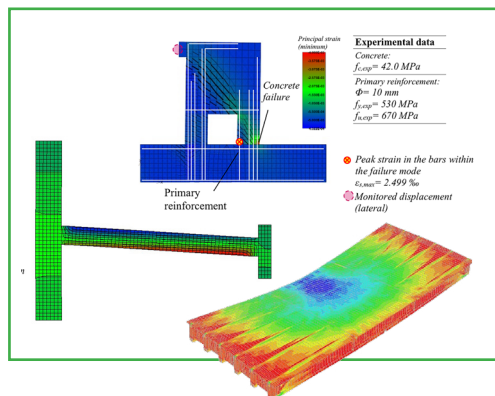 Principal strain
(minimum)
Experimental data
Concrete:
fc,exp= 42.0 MPa
Primary reinforcement:
Φ= 10 mm
fy,exp= 530 MPa
fu,exp= 670 MPa
Concrete
failure
Peak strain in the bars within
the failure mode
εs,max= 2.499 ‰
Monitored displacement
(lateral)
Primary
reinforcement